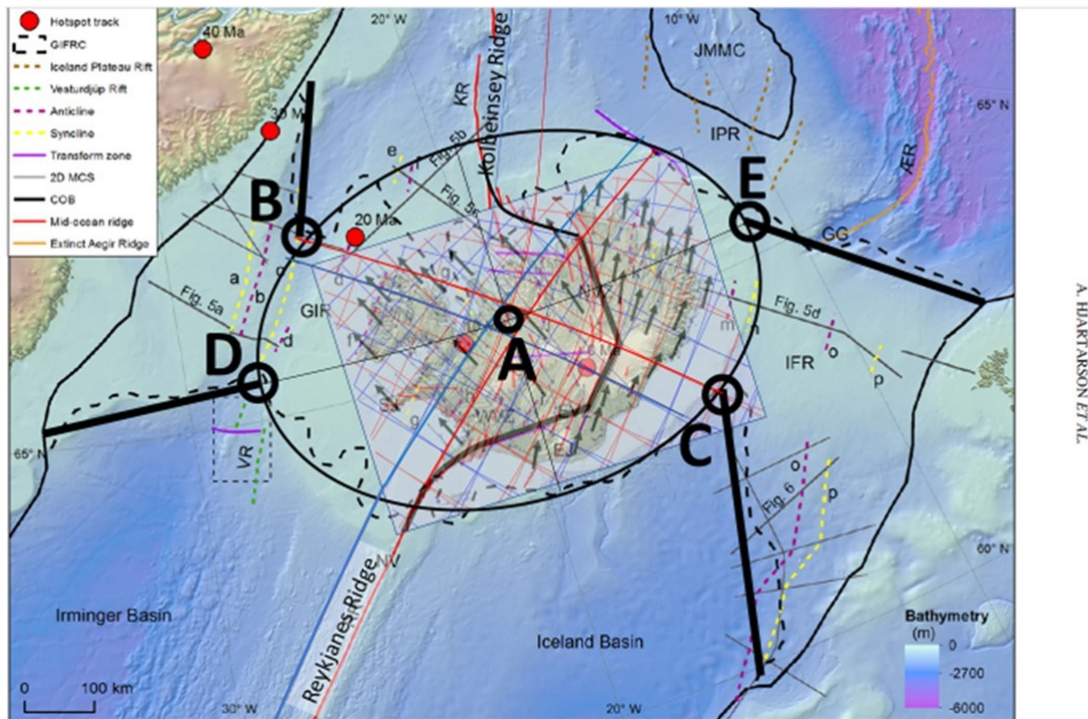 Hotspot track
GIFRC
Iceland Plateau Rift
Vesturdjúp Rift
Anticline
Syncline
Transform zone
2D MCS
COB
Mid-ocean ridge
Extinct Aegir Ridge
20° W
10° W
40 Ma
JMMC
65° N
KR
Kolbeinsey Ridge
IPR
ÆR
e
Fig. 5b
B
E
20 Ma
GG
a
b
Fig. 5a
GIR
d
A
Fig. 5d
m
n
IFR
o
p
D
C
65° N
VR
EJ
o
p
Fig. 6
60° N
NV
Reykjanes Ridge
Irminger Basin
Iceland Basin
Bathymetry
(m)
0
-2700
-6000
0 100 km
30° W
20° W
A. HJARTARSON ET AL.